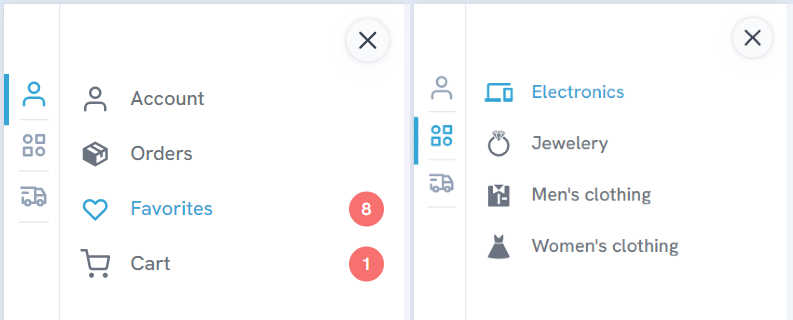 Account
Orders
Favorites 8
Cart 1
Electronics
Jewelery
Men's clothing
Women's clothing